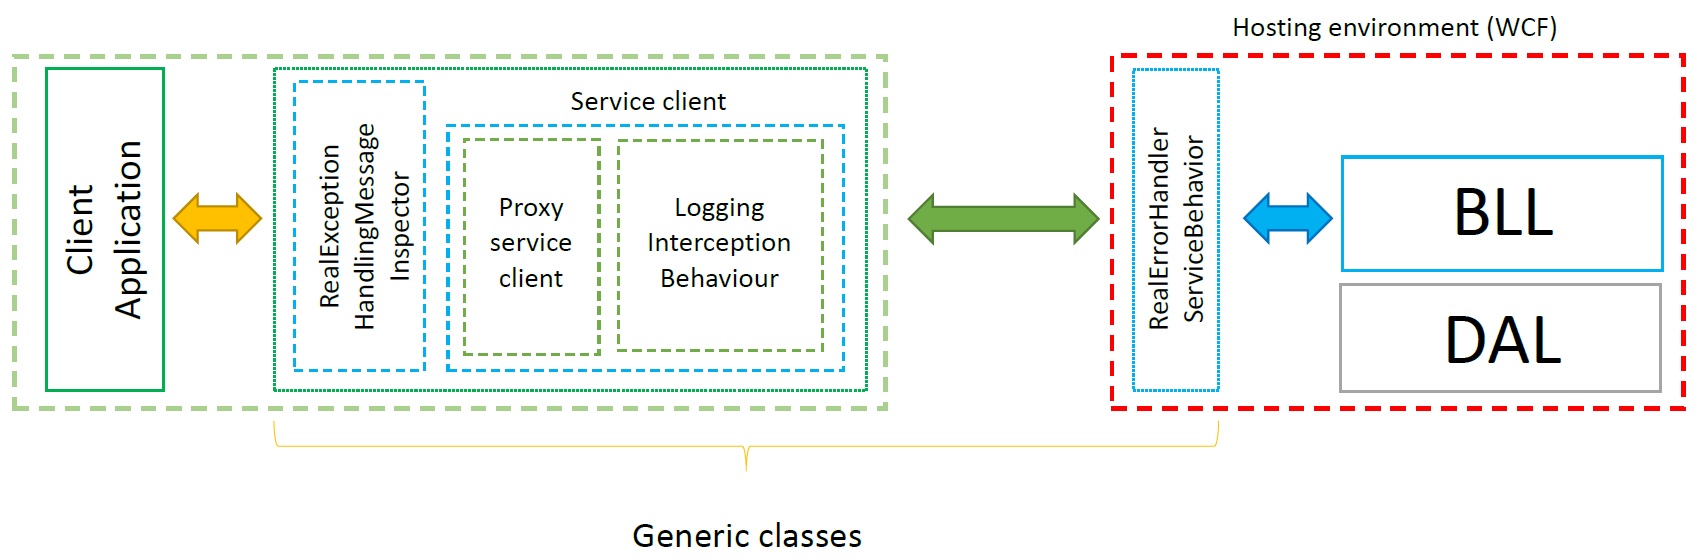 Hosting environment (WCF)
Client
Application
RealException
HandlingMessage
Inspector
Service client
Proxy
service
client
Logging
Interception
Behaviour
RealErrorHandler
ServiceBehavior
BLL
DAL
Generic classes